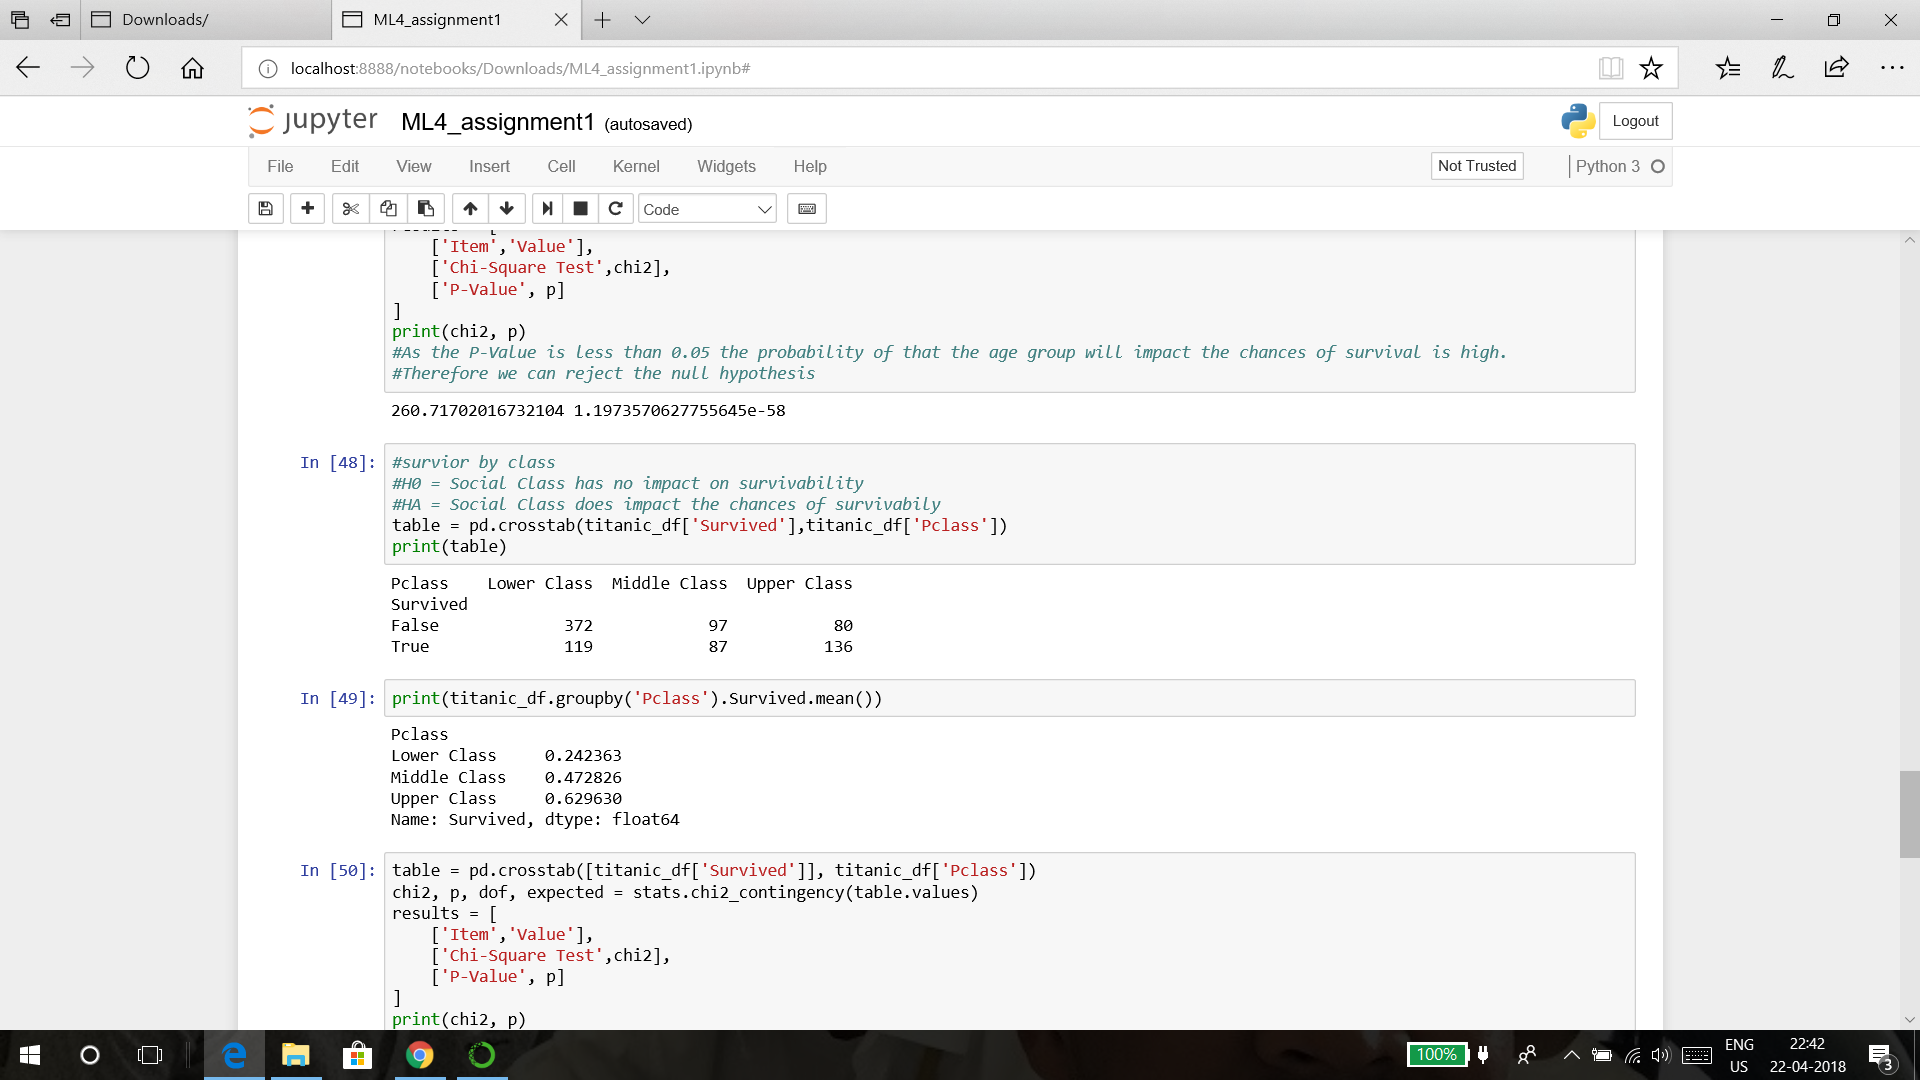 Downloads/
ML4_assignment1
localhost:8888/notebooks/Downloads/ML4_assignment1.ipynb#
jupyter ML4_assignment1 (autosaved)
Logout
File Edit View Insert Cell Kernel Widgets Help
Not Trusted
Python 3
Code
['Item','Value'],
['Chi-Square Test',chi2],
['P-Value', p]
]
print(chi2, p)
#As the P-Value is less than 0.05 the probability of that the age group will impact the chances of survival is high.
#Therefore we can reject the null hypothesis
260.71702016732104 1.1973570627755645e-58
In [48]:
#survior by class
#H0 = Social Class has no impact on survivability
#HA = Social Class does impact the chances of survivabily
table = pd.crosstab(titanic_df['Survived'],titanic_df['Pclass'])
print(table)
Pclass Lower Class Middle Class Upper Class
Survived
False 372 97 80
True 119 87 136
In [49]:
print(titanic_df.groupby('Pclass').Survived.mean())
Pclass
Lower Class 0.242363
Middle Class 0.472826
Upper Class 0.629630
Name: Survived, dtype: float64
In [50]:
table = pd.crosstab([titanic_df['Survived']], titanic_df['Pclass'])
chi2, p, dof, expected = stats.chi2_contingency(table.values)
results = [
['Item','Value'],
['Chi-Square Test',chi2],
['P-Value', p]
]
print(chi2, p)
100%
ENG
US
22:42
22-04-2018
3